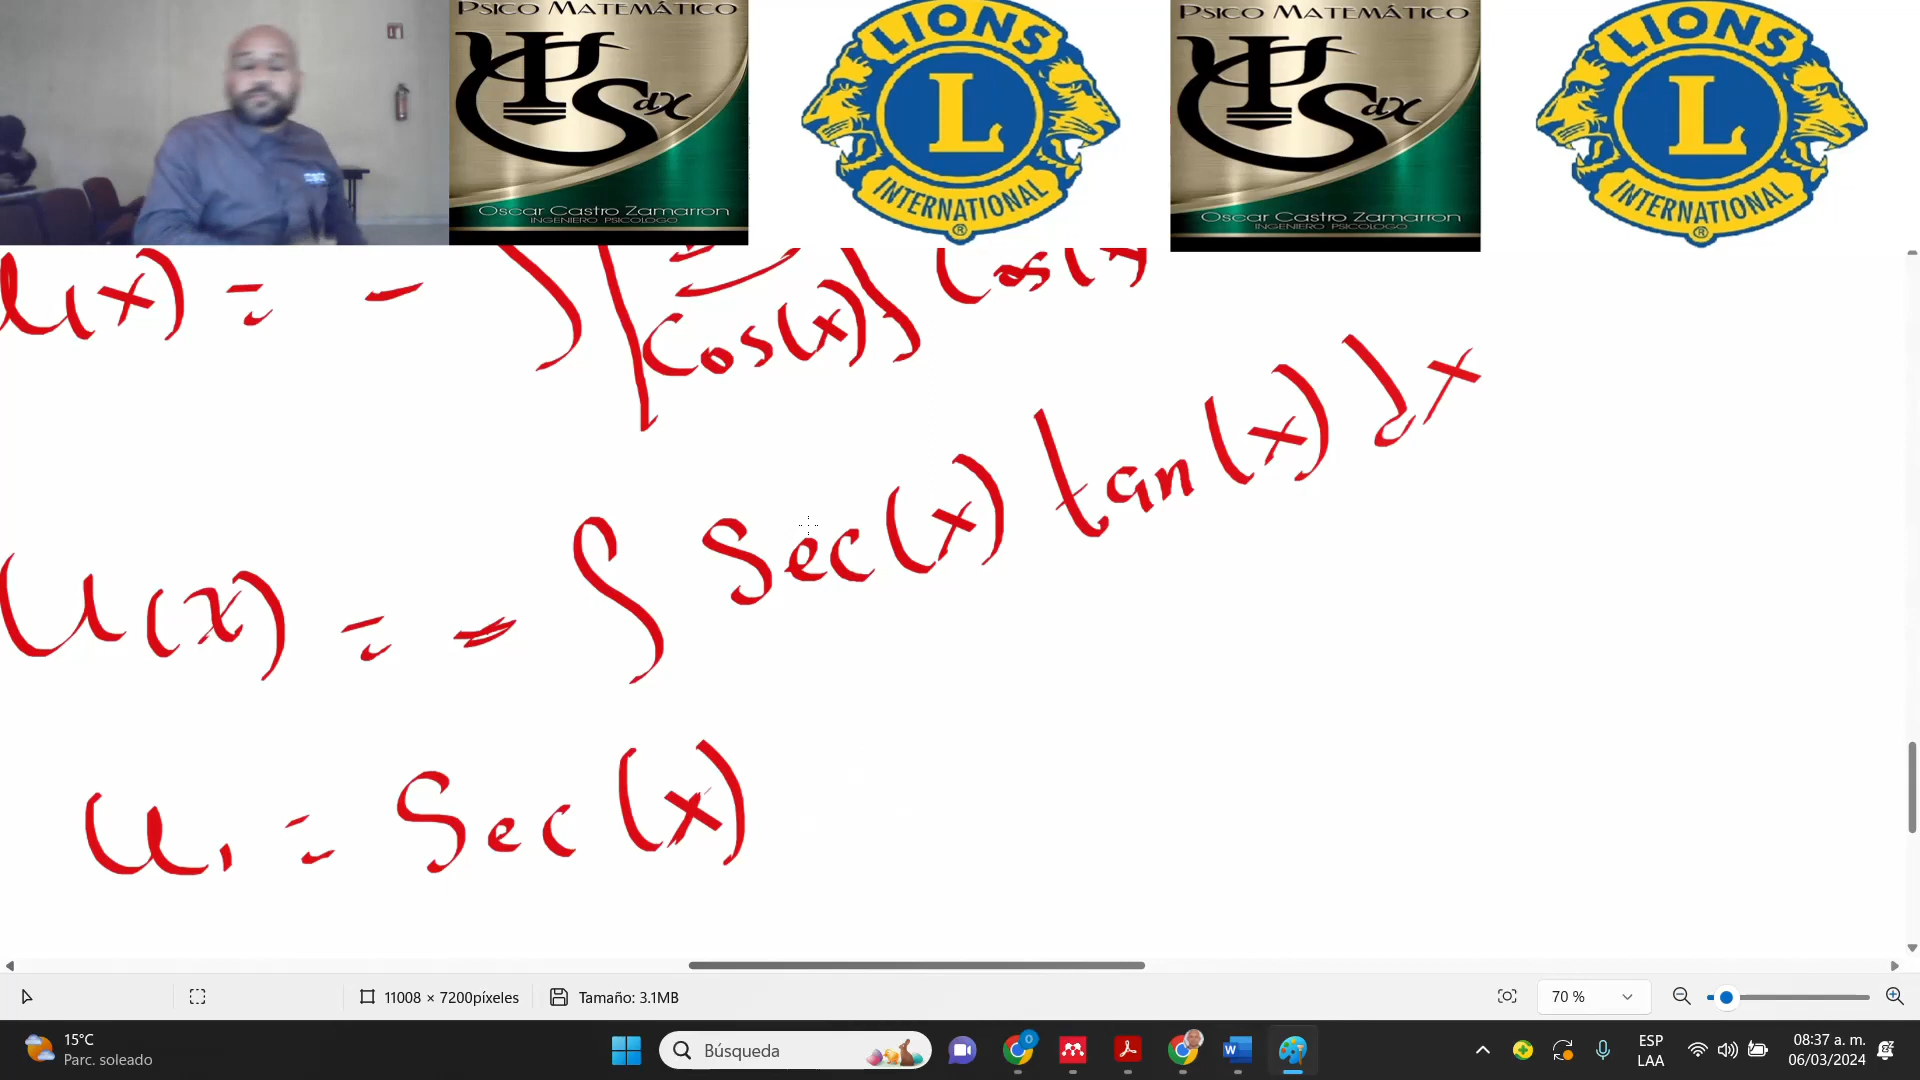 PSICO MATEMÁTICO
dx
Oscar Castro Zamarron
INGENIERO PSICOLOGO
LIONS
L
INTERNATIONAL
®
PSICO MATEMÁTICO
dx
Oscar Castro Zamarron
INGENIERO PSICOLOGO
LIONS
L
INTERNATIONAL
®
U(x) = - ∫ Cos(x) Cos(x)
U(x) = - ∫ Sec(x) tan(x) dx
U₁ = Sec(x)
11008 × 7200píxeles
Tamaño: 3.1MB
70 %
15°C
Parc. soleado
Búsqueda
ESP
LAA
08:37 a. m.
06/03/2024